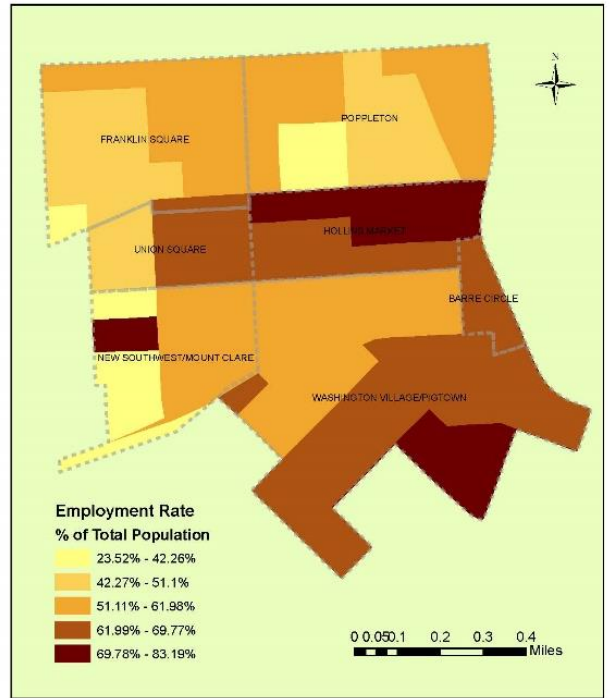 N
POPPLETON
FRANKLIN SQUARE
HOLLINS MARKET
UNION SQUARE
BARRE CIRCLE
NEW SOUTHWEST/MOUNT CLARE
WASHINGTON VILLAGE/PIGTOWN
Employment Rate
% of Total Population
23.52% - 42.26%
42.27% - 51.1%
51.11% - 61.98%
61.99% - 69.77%
69.78% - 83.19%
0 0.05 0.1 0.2 0.3 0.4
Miles